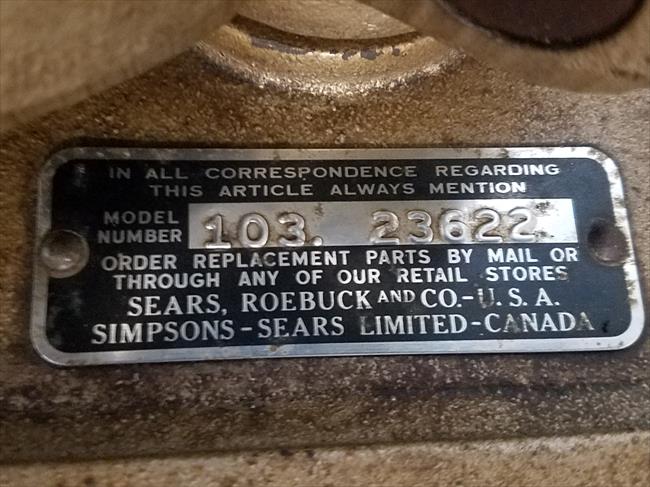 IN ALL CORRESPONDENCE REGARDING
THIS ARTICLE ALWAYS MENTION
MODEL NUMBER 103. 23622
ORDER REPLACEMENT PARTS BY MAIL OR
THROUGH ANY OF OUR RETAIL STORES
SEARS, ROEBUCK AND CO.-U. S. A.
SIMPSONS-SEARS LIMITED-CANADA